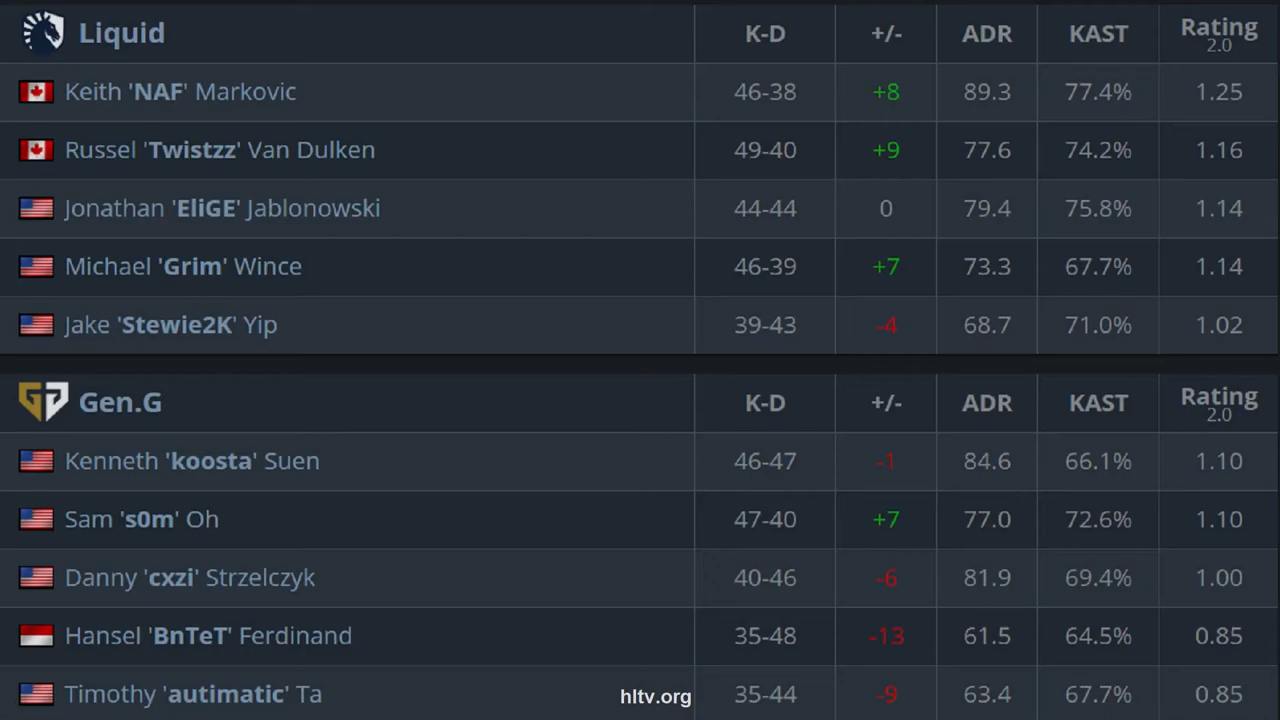 Liquid K-D +/- ADR KAST Rating 2.0
Keith 'NAF' Markovic 46-38 +8 89.3 77.4% 1.25
Russel 'Twistzz' Van Dulken 49-40 +9 77.6 74.2% 1.16
Jonathan 'EliGE' Jablonowski 44-44 0 79.4 75.8% 1.14
Michael 'Grim' Wince 46-39 +7 73.3 67.7% 1.14
Jake 'Stewie2K' Yip 39-43 -4 68.7 71.0% 1.02
Gen.G K-D +/- ADR KAST Rating 2.0
Kenneth 'koosta' Suen 46-47 -1 84.6 66.1% 1.10
Sam 's0m' Oh 47-40 +7 77.0 72.6% 1.10
Danny 'cxzi' Strzelczyk 40-46 -6 81.9 69.4% 1.00
Hansel 'BnTeT' Ferdinand 35-48 -13 61.5 64.5% 0.85
Timothy 'autimatic' Ta hltv.org 35-44 -9 63.4 67.7% 0.85